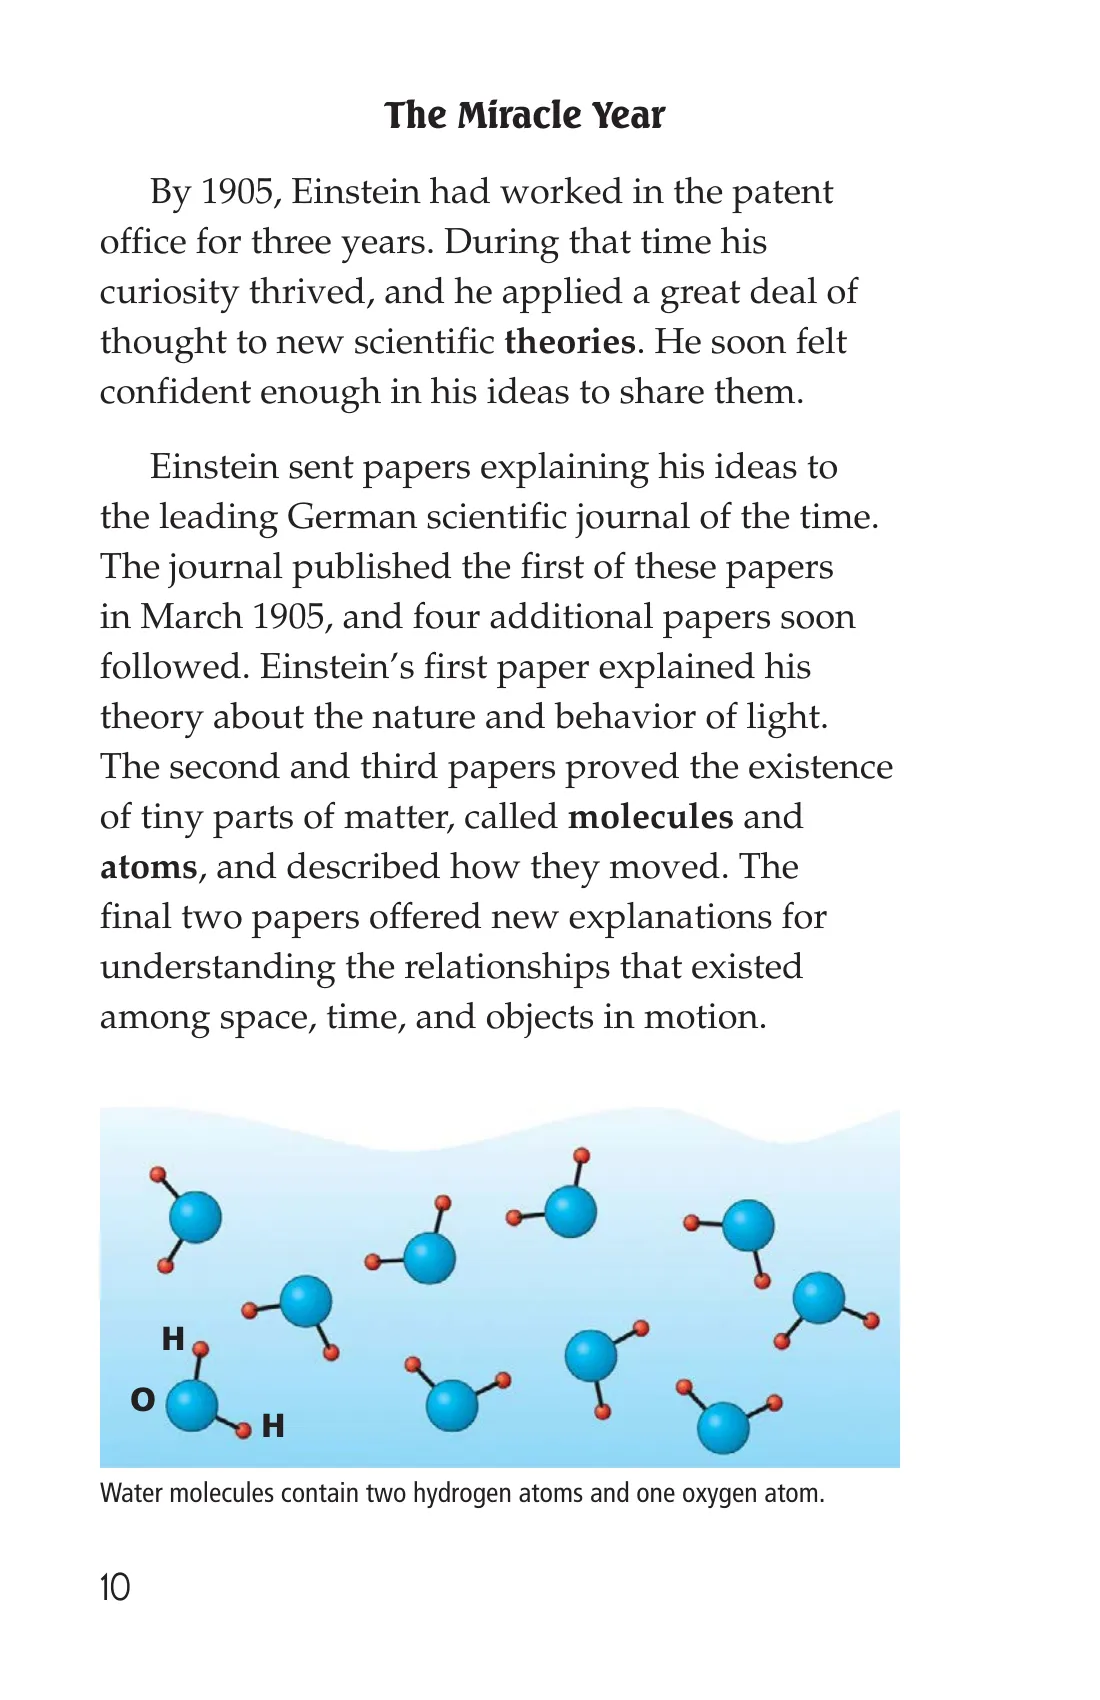 The Miracle Year
By 1905, Einstein had worked in the patent
office for three years. During that time his
curiosity thrived, and he applied a great deal of
thought to new scientific theories. He soon felt
confident enough in his ideas to share them.
Einstein sent papers explaining his ideas to
the leading German scientific journal of the time.
The journal published the first of these papers
in March 1905, and four additional papers soon
followed. Einstein’s first paper explained his
theory about the nature and behavior of light.
The second and third papers proved the existence
of tiny parts of matter, called molecules and
atoms, and described how they moved. The
final two papers offered new explanations for
understanding the relationships that existed
among space, time, and objects in motion.
H
O
H
Water molecules contain two hydrogen atoms and one oxygen atom.
10